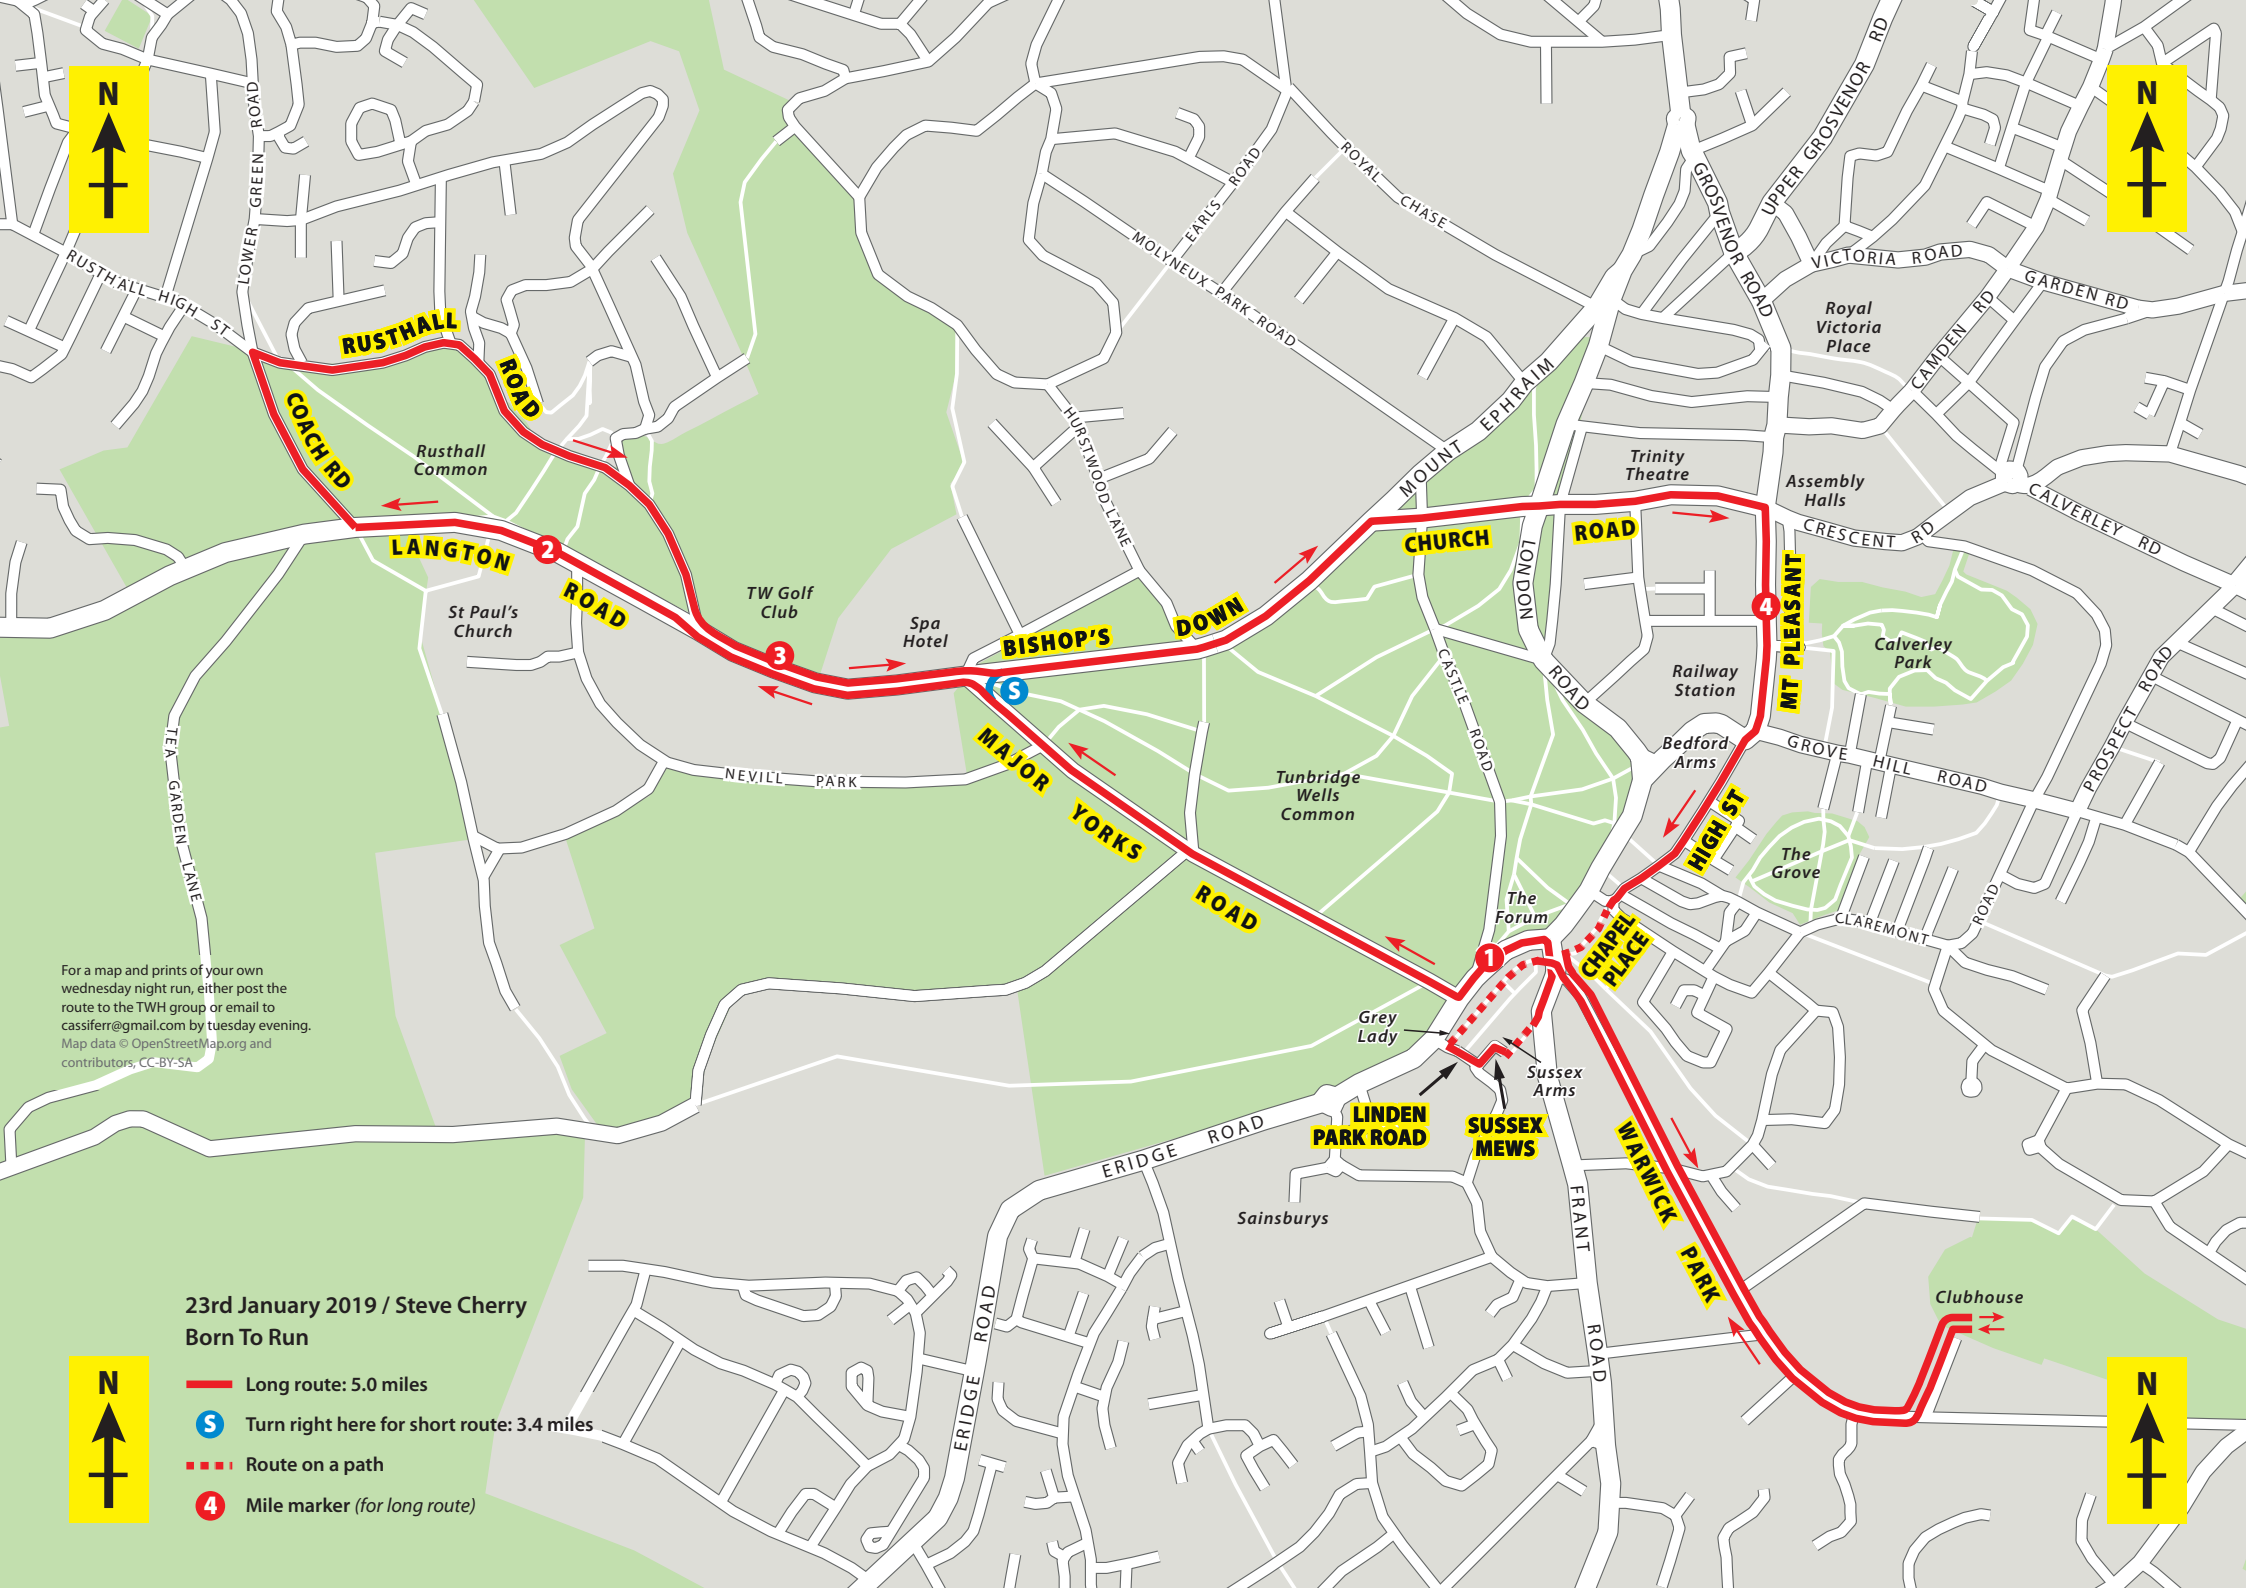 N
N
LOWER GREEN ROAD
RUSTHALL HIGH ST
RUSTHALL
ROAD
COACH RD
Rusthall
Common
LANGTON
ROAD
2
St Paul's
Church
TW Golf
Club
3
Spa
Hotel
BISHOP'S
DOWN
S
MAJOR
YORKS
ROAD
NEVILL PARK
TEA GARDEN LANE
EARLS ROAD
ROYAL CHASE
MOLYNEUX PARK ROAD
HURSTWOOD LANE
MOUNT EPHRAIM
GROSVENOR ROAD
UPPER GROSVENOR RD
VICTORIA ROAD
GARDEN RD
CAMDEN RD
Royal
Victoria
Place
Trinity
Theatre
Assembly
Halls
CHURCH
ROAD
CRESCENT RD
CALVERLEY RD
LONDON
ROAD
CASTLE ROAD
4
MT PLEASANT
Railway
Station
Calverley
Park
PROSPECT ROAD
Bedford
Arms
GROVE HILL ROAD
HIGH ST
Tunbridge
Wells
Common
The
Grove
The
Forum
CHAPEL
PLACE
CLAREMONT
ROAD
1
Grey
Lady
Sussex
Arms
LINDEN
PARK ROAD
SUSSEX
MEWS
ERIDGE ROAD
WARWICK
PARK
FRANT
ROAD
Sainsburys
ERIDGE ROAD
Clubhouse
For a map and prints of your own
wednesday night run, either post the
route to the TWH group or email to
cassiferr@gmail.com by tuesday evening.
Map data © OpenStreetMap.org and
contributors, CC-BY-SA
23rd January 2019 / Steve Cherry
Born To Run
Long route: 5.0 miles
S Turn right here for short route: 3.4 miles
Route on a path
4 Mile marker (for long route)
N
N